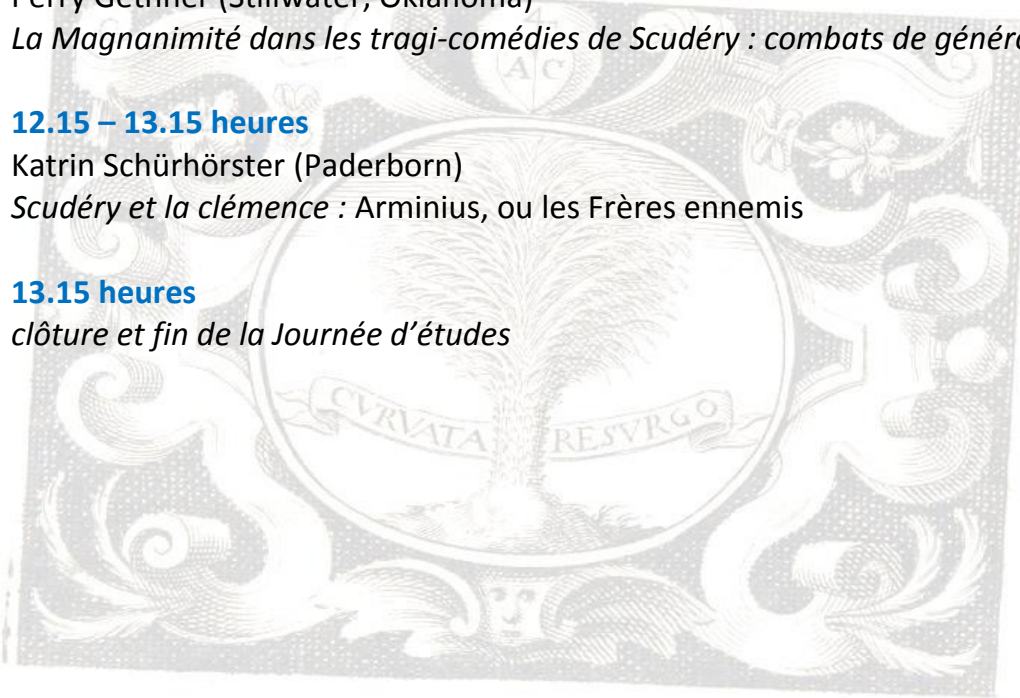 Perry Gethner (Stillwater, Oklahoma)
La Magnanimité dans les tragi-comédies de Scudéry : combats de
12.15 – 13.15 heures
Katrin Schürhörster (Paderborn)
Scudéry et la clémence : Arminius, ou les Frères ennemis
13.15 heures
clôture et fin de la Journée d’études
A C
CVRVATA RESVRGO